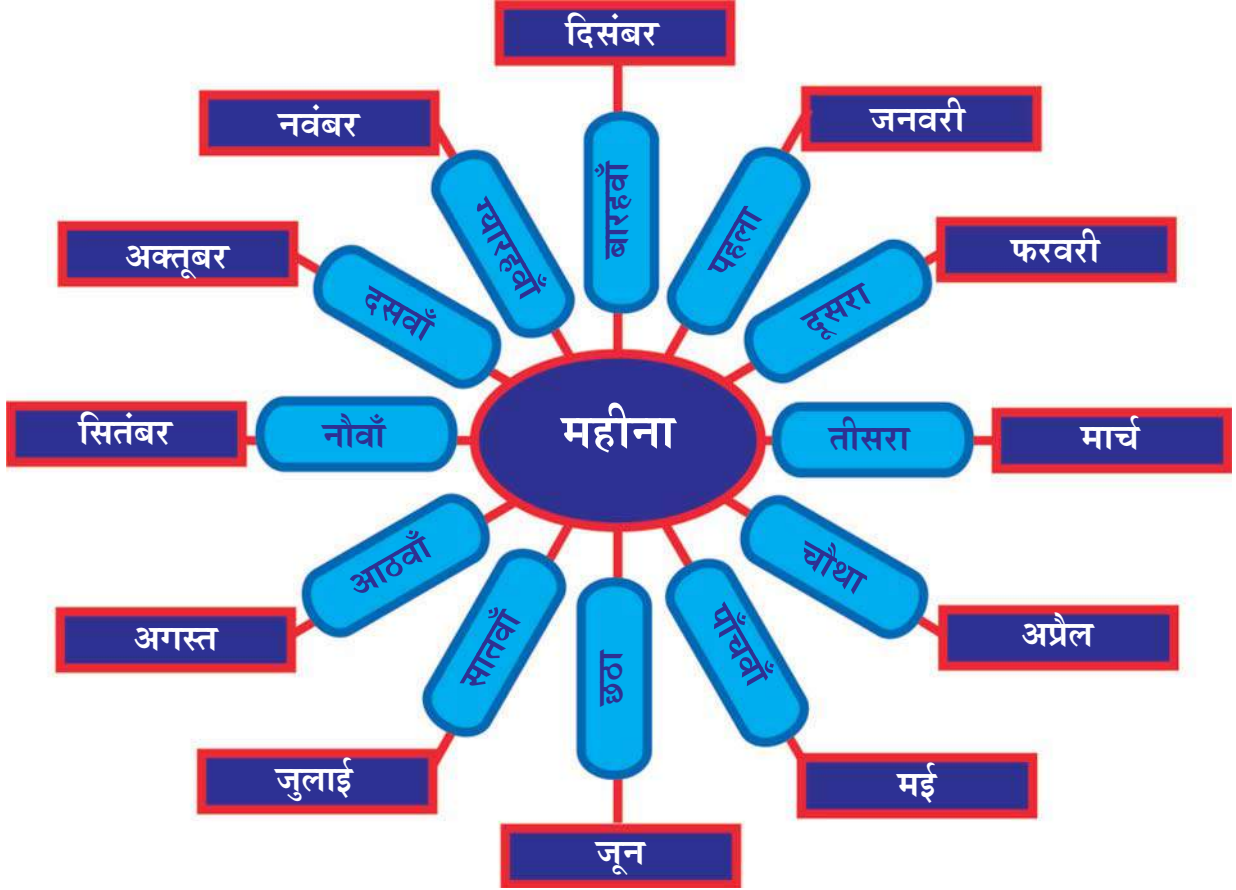 दिसंबर
नवंबर
जनवरी
बारहवाँ
ग्यारहवाँ
पहला
अक्तूबर
फरवरी
दसवाँ
दूसरा
सितंबर
नौवाँ
महीना
तीसरा
मार्च
आठवाँ
चौथा
अगस्त
सातवाँ
छठा
पाँचवाँ
अप्रैल
जुलाई
मई
जून